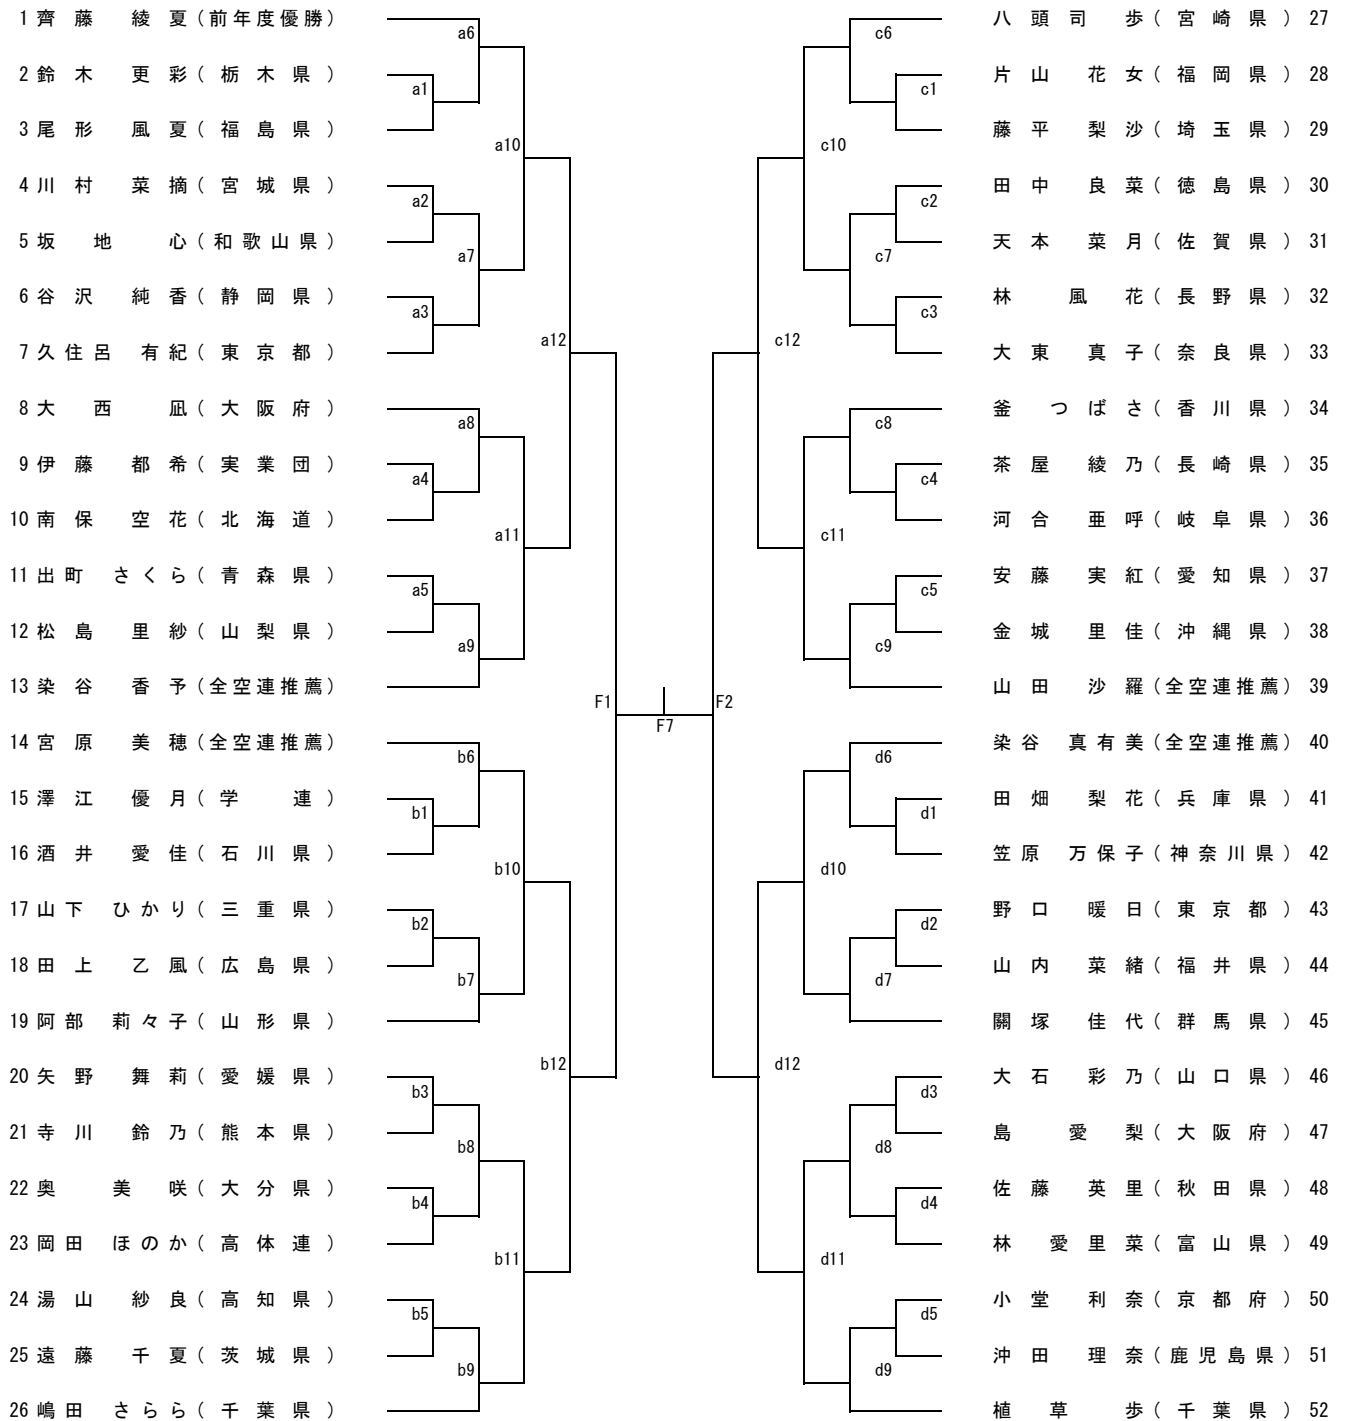 1 齊藤 綾夏(前年度優勝)
2 鈴木 更彩(栃木県)
3 尾形 風夏(福島県)
4 川村 菜摘(宮城県)
5 坂地 心(和歌山県)
6 谷沢 純香(静岡県)
7 久住呂 有紀(東京都)
8 大西 凪(大阪府)
9 伊藤 都希(実業団)
10 南保 空花(北海道)
11 出町 さくら(青森県)
12 松島 里紗(山梨県)
13 染谷 香予(全空連推薦)
14 宮原 美穂(全空連推薦)
15 澤江 優月(学連)
16 酒井 愛佳(石川県)
17 山下 ひかり(三重県)
18 田上 乙風(広島県)
19 阿部 莉々子(山形県)
20 矢野 舞莉(愛媛県)
21 寺川 鈴乃(熊本県)
22 奥 美咲(大分県)
23 岡田 ほのか(高体連)
24 湯山 紗良(高知県)
25 遠藤 千夏(茨城県)
26 嶋田 さらら(千葉県)
a6
a1
a10
a2
a7
a3
a12
a8
a4
a11
a5
a9
F1
b6
b1
b10
b2
b7
b12
b3
b8
b4
b11
b5
b9
F7
F2
c6
c1
c10
c2
c7
c3
c12
c8
c4
c11
c5
c9
d6
d1
d10
d2
d7
d12
d3
d8
d4
d11
d5
d9
八頭司 歩(宮崎県) 27
片山 花女(福岡県) 28
藤平 梨沙(埼玉県) 29
田中 良菜(徳島県) 30
天本 菜月(佐賀県) 31
林 風花(長野県) 32
大東 真子(奈良県) 33
釜 つばさ(香川県) 34
茶屋 綾乃(長崎県) 35
河合 亜呼(岐阜県) 36
安藤 実紅(愛知県) 37
金城 里佳(沖縄県) 38
山田 沙羅(全空連推薦) 39
染谷 真有美(全空連推薦) 40
田畑 梨花(兵庫県) 41
笠原 万保子(神奈川県) 42
野口 暖日(東京都) 43
山内 菜緒(福井県) 44
關塚 佳代(群馬県) 45
大石 彩乃(山口県) 46
島 愛梨(大阪府) 47
佐藤 英里(秋田県) 48
林 愛里菜(富山県) 49
小堂 利奈(京都府) 50
沖田 理奈(鹿児島県) 51
植草 歩(千葉県) 52